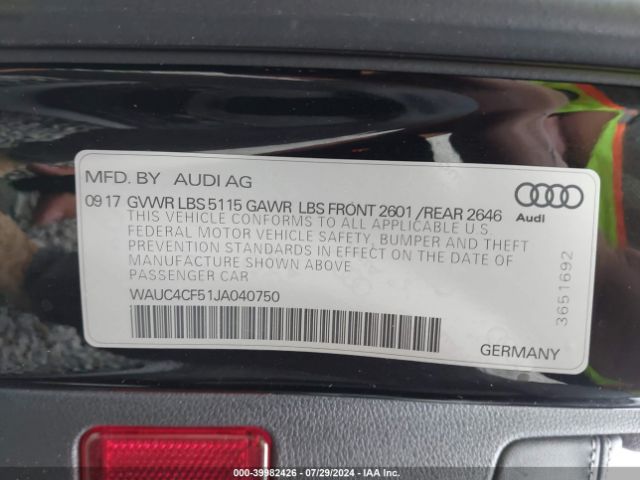 MFD. BY AUDI AG
09 17 GVWR LBS 5115 GAWR LBS FRONT 2601 /REAR 2646
THIS VEHICLE CONFORMS TO ALL APPLICABLE U.S.
FEDERAL MOTOR VEHICLE SAFETY, BUMPER AND THEFT
PREVENTION STANDARDS IN EFFECT ON THE DATE OF
MANUFACTURE SHOWN ABOVE
PASSENGER CAR
WAUC4CF51JA040750
Audi
3651692
GERMANY
000-39982426 - 07/29/2024 - IAA Inc.